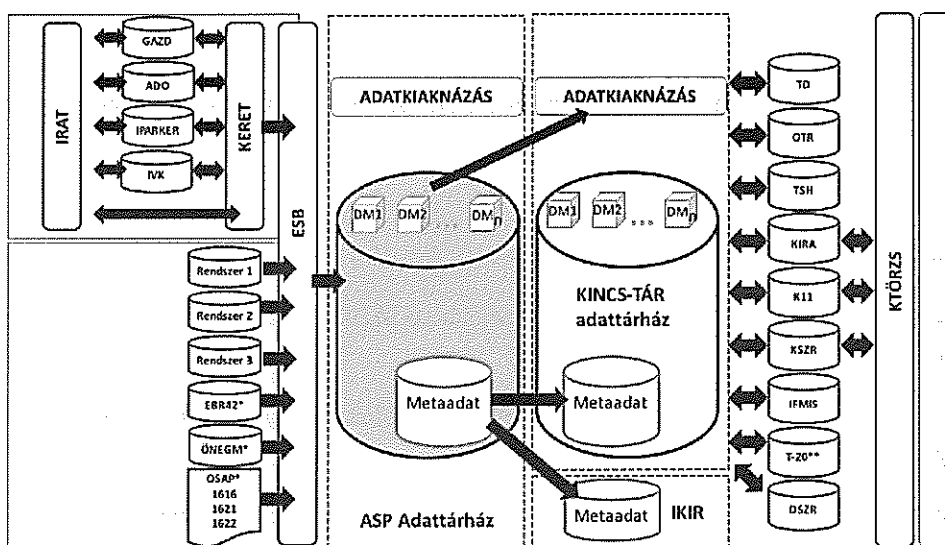 IRAT
GAZD
ADO
IPARKER
IVK
KERET
ESB
Rendszer 1
Rendszer 2
Rendszer 3
EBR42*
ÖNEGM*
OSAP*
1616
1621
1622
ADATKIAKNÁZÁS
DM1
DM2
...
DMn
Metaadat
ASP Adattárház
ADATKIAKNÁZÁS
DM1
DM2
...
DMn
KINCS-TÁR
adattárház
Metaadat
Metaadat
IKIR
TD
OTR
TSH
KIRA
K11
KSZR
IFMIS
T-20**
DSZR
KTÖRZS